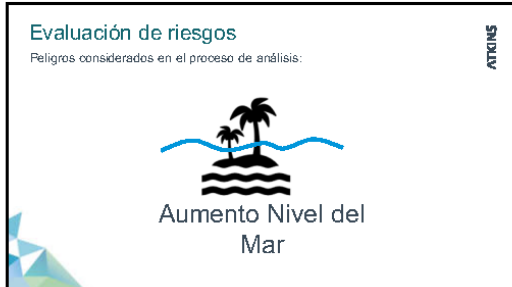 Evaluación de riesgos
Peligros considerados en el proceso de análisis:
ATKINS
Aumento Nivel del
Mar